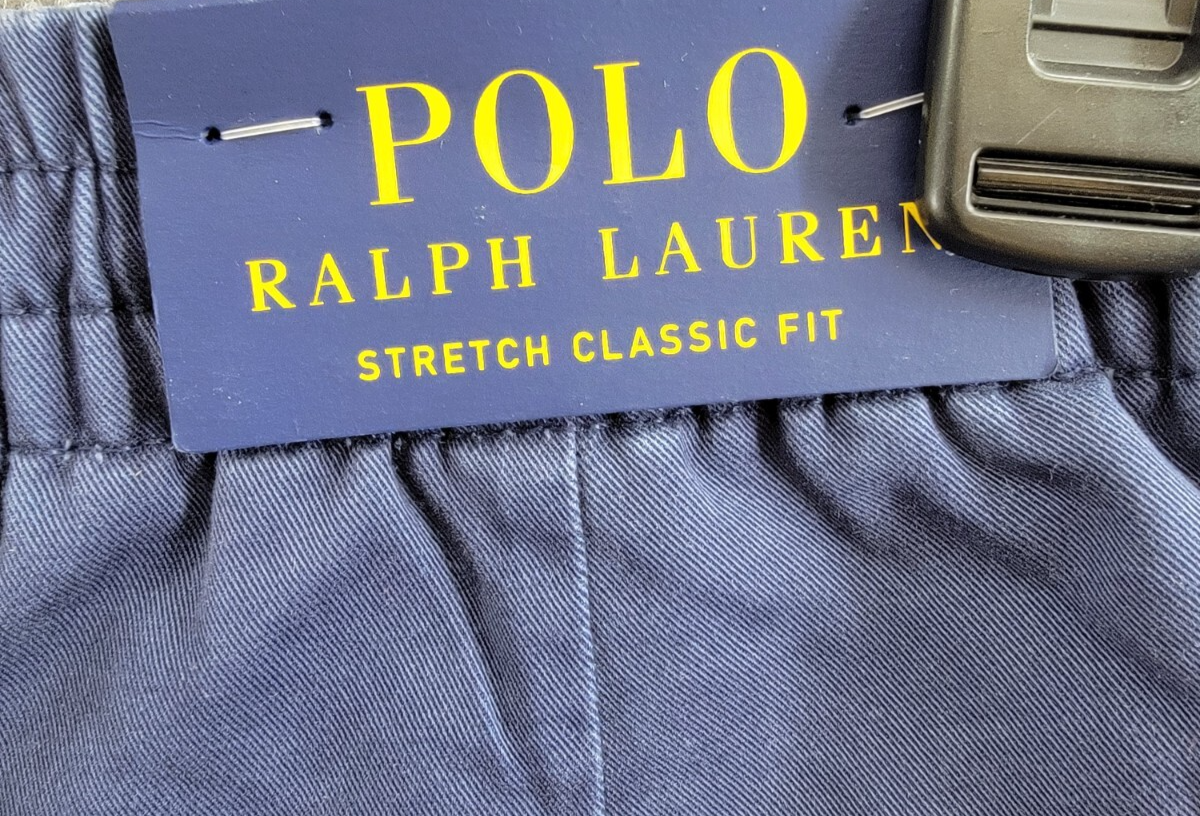 POLO
RALPH LAUREN
STRETCH CLASSIC FIT